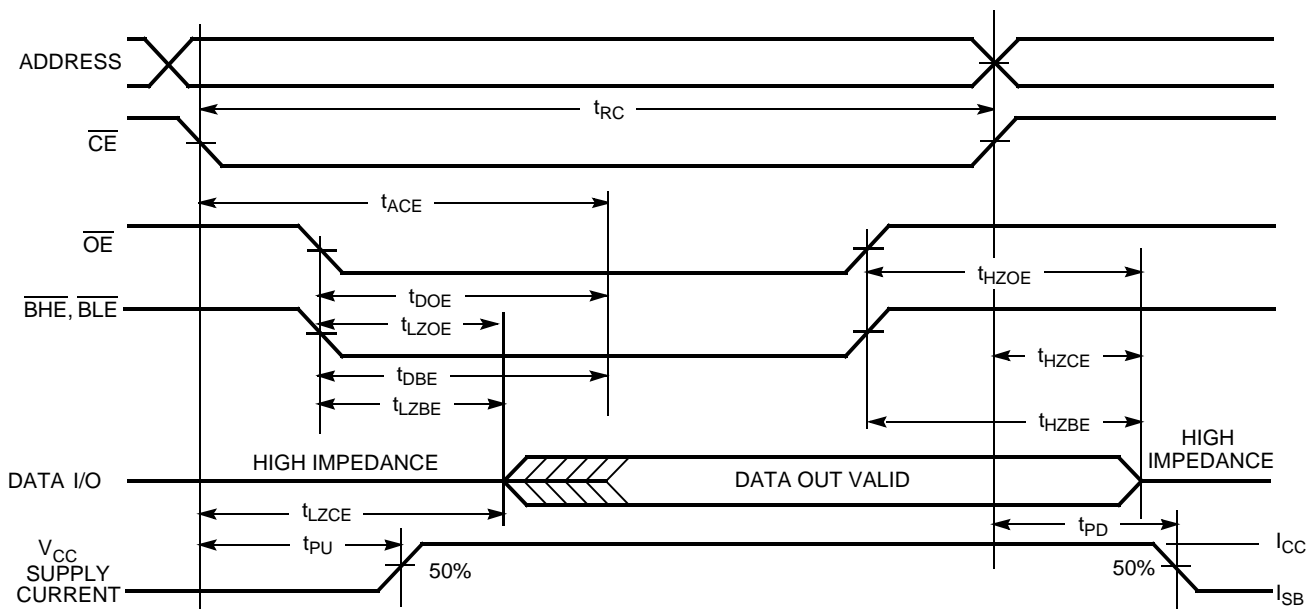 ADDRESS
tRC
CE
tACE
OE
tHZOE
tDOE
BHE, BLE
tLZOE
tHZCE
tDBE
tLZBE
tHZBE
HIGH IMPEDANCE
HIGH
IMPEDANCE
DATA I/O
DATA OUT VALID
tLZCE
tPD
VCC
SUPPLY
CURRENT
tPU
50%
50%
ICC
ISB